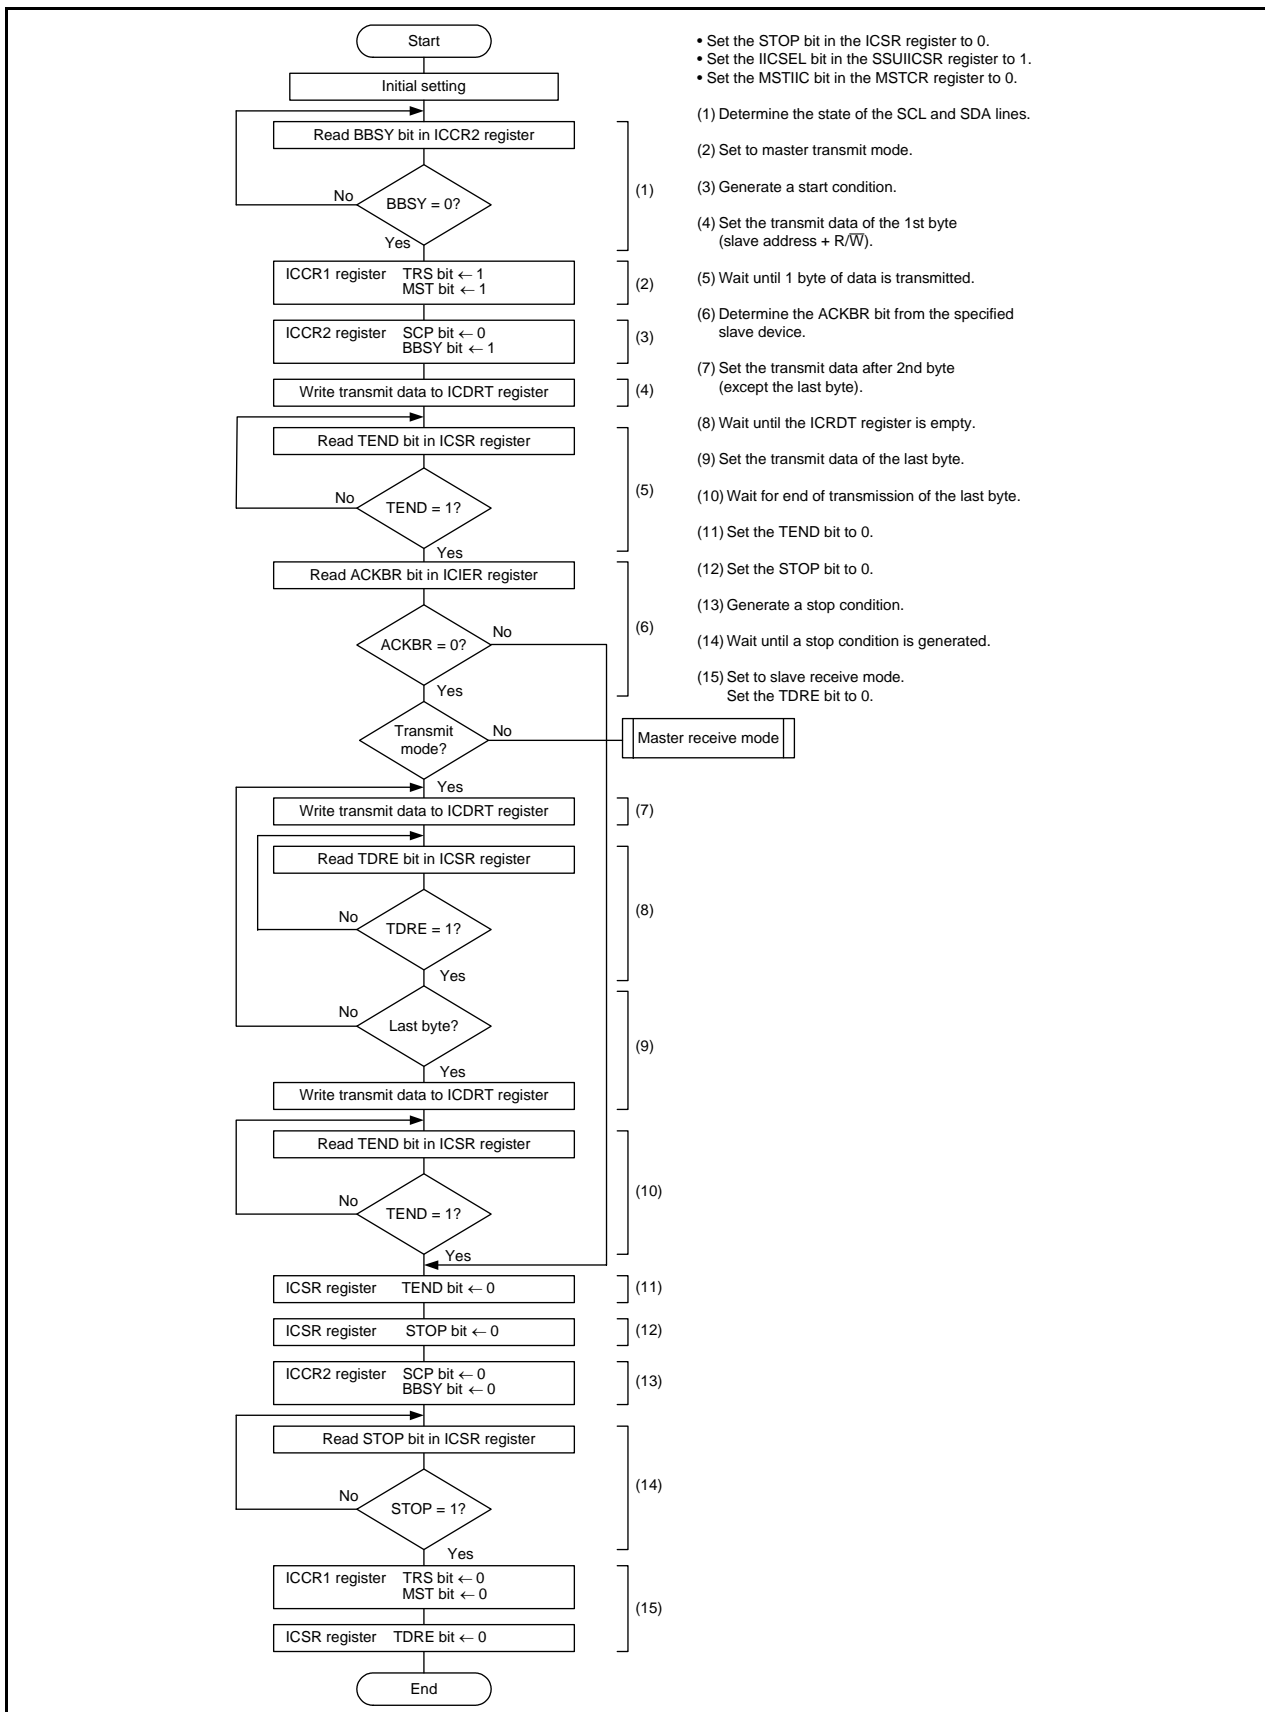 Start
Initial setting
Read BBSY bit in ICCR2 register
BBSY = 0?
No
Yes
(1)
ICCR1 register TRS bit ← 1
MST bit ← 1
(2)
ICCR2 register SCP bit ← 0
BBSY bit ← 1
(3)
Write transmit data to ICDRT register
(4)
Read TEND bit in ICSR register
No
TEND = 1?
Yes
(5)
Read ACKBR bit in ICIER register
ACKBR = 0?
No
Yes
(6)
Transmit
mode?
No
Master receive mode
Yes
Write transmit data to ICDRT register
(7)
Read TDRE bit in ICSR register
No
TDRE = 1?
Yes
(8)
No
Last byte?
Yes
Write transmit data to ICDRT register
(9)
Read TEND bit in ICSR register
No
TEND = 1?
Yes
(10)
ICSR register TEND bit ← 0
(11)
ICSR register STOP bit ← 0
(12)
ICCR2 register SCP bit ← 0
BBSY bit ← 0
(13)
Read STOP bit in ICSR register
No
STOP = 1?
Yes
(14)
ICCR1 register TRS bit ← 0
MST bit ← 0
ICSR register TDRE bit ← 0
(15)
End
• Set the STOP bit in the ICSR register to 0.
• Set the IICSEL bit in the SSUIICSR register to 1.
• Set the MSTIIC bit in the MSTCR register to 0.
(1) Determine the state of the SCL and SDA lines.
(2) Set to master transmit mode.
(3) Generate a start condition.
(4) Set the transmit data of the 1st byte
(slave address + R/W̅).
(5) Wait until 1 byte of data is transmitted.
(6) Determine the ACKBR bit from the specified
slave device.
(7) Set the transmit data after 2nd byte
(except the last byte).
(8) Wait until the ICRDT register is empty.
(9) Set the transmit data of the last byte.
(10) Wait for end of transmission of the last byte.
(11) Set the TEND bit to 0.
(12) Set the STOP bit to 0.
(13) Generate a stop condition.
(14) Wait until a stop condition is generated.
(15) Set to slave receive mode.
Set the TDRE bit to 0.